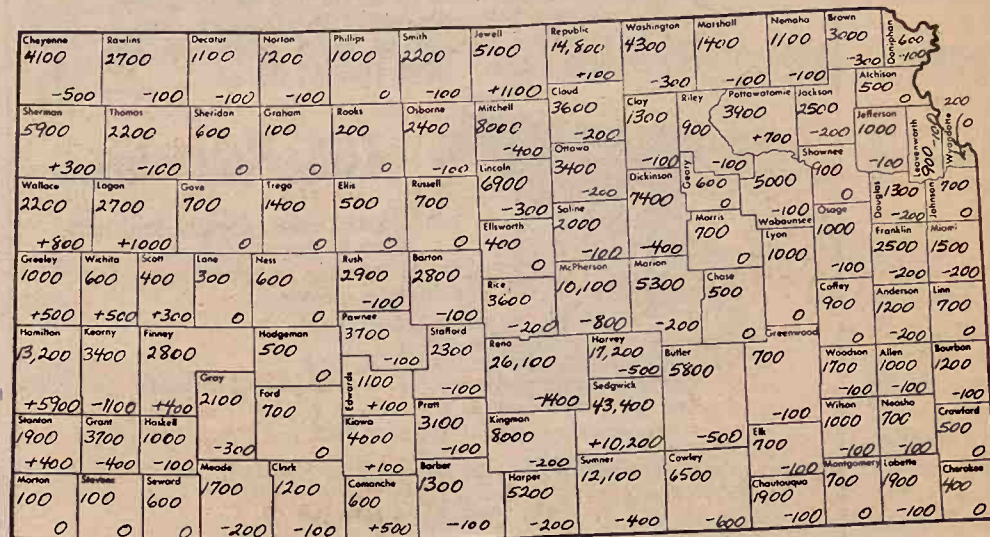 Cheyenne 4100 -500
Rawlins 2700 -100
Decatur 1100 -100
Norton 1200 -100
Phillips 1000 0
Smith 2200 -100
Jewell 5100 +1100
Republic 14,800 +100
Washington 4300 -300
Marshall 1400 -100
Nemaha 1100 -100
Brown 3000 -300
Doniphan 600 -100
Sherman 5900 +300
Thomas 2200 -100
Sheridan 600 0
Graham 100 0
Rooks 200 0
Osborne 2400 -100
Mitchell 8000 -400
Cloud 3600 -200
Clay 1300 -100
Riley 900 -100
Pottawatomie 3900 +700
Jackson 2500 -200
Atchison 500 0
Jefferson 1000 -100
Leavenworth 900 100
Wyandotte 200 0
Wallace 2200 +800
Logan 2700 +1000
Gove 700 0
Trego 1400 0
Ellis 500 0
Russell 700 0
Lincoln 6900 -300
Ottawa 3400 -200
Dickinson 7400 -400
Geary 600 0
Wabaunsee 5000 -100
Shawnee 900 0
Douglas 1300 -200
Johnson 700 0
Ellsworth 400 0
Saline 2000 -100
Morris 700 0
Lyon 1000 0
Osage 1000 -100
Franklin 2500 -200
Miami 1500 -200
Greeley 1000 +500
Wichita 600 +500
Scott 400 +300
Lane 300 0
Ness 600 0
Rush 2900 -100
Barton 2800 -100
Rice 3600 -200
McPherson 10,100 -800
Marion 5300 -200
Chase 500 0
Coffey 900 0
Anderson 1200 -200
Linn 700 0
Hamilton 13,200 +5900
Kearny 3400 -1100
Finney 2800 +400
Hodgeman 500 0
Pawnee 3700 -100
Stafford 2300 -100
Reno 26,100 -1400
Harvey 17,200 -500
Butler 5800 -500
Greenwood 700 -100
Woodson 1700 -100
Allen 1000 -100
Bourbon 1200 -100
Gray 2100 -300
Ford 700 0
Edwards 1100 +100
Pratt 3100 -100
Sedgwick 43,400 +10,200
Wilson 1000 -100
Neosho 700 -100
Crawford 500 0
Stanton 1900 +400
Grant 3700 -400
Haskell 1000 -100
Kiowa 4000 +100
Kingman 8000 -200
Elk 700 -100
Morton 100 0
Stevens 100 0
Seward 600 0
Meade 1700 -200
Clark 1200 -100
Comanche 600 +500
Barber 1300 -100
Harper 5200 -200
Sumner 12,100 -400
Cowley 6500 -600
Chautauqua 1900 -100
Montgomery 700 0
Labette 1900 -100
Cherokee 400 0